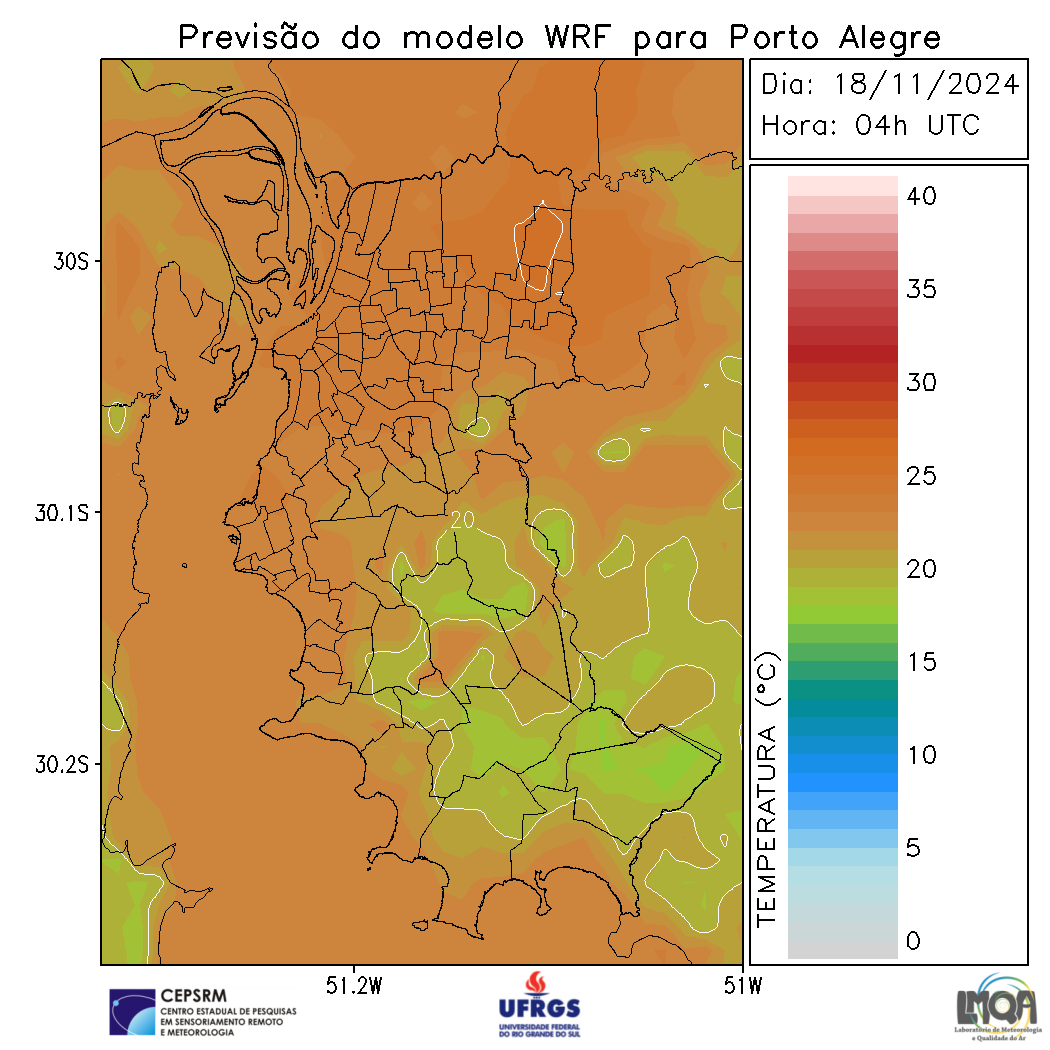 Previsão do modelo WRF para Porto Alegre
Dia: 18/11/2024
Hora: 04h UTC
40
35
30
25
20
15
10
5
0
TEMPERATURA (°C)
30S
30.1S
30.2S
20
51.2W
51W
CEPSRM
CENTRO ESTADUAL DE PESQUISAS
EM SENSORIAMENTO REMOTO
E METEOROLOGIA
UFRGS
UNIVERSIDADE FEDERAL
DO RIO GRANDE DO SUL
LMQA
Laboratório de Meteorologia
e Qualidade do Ar